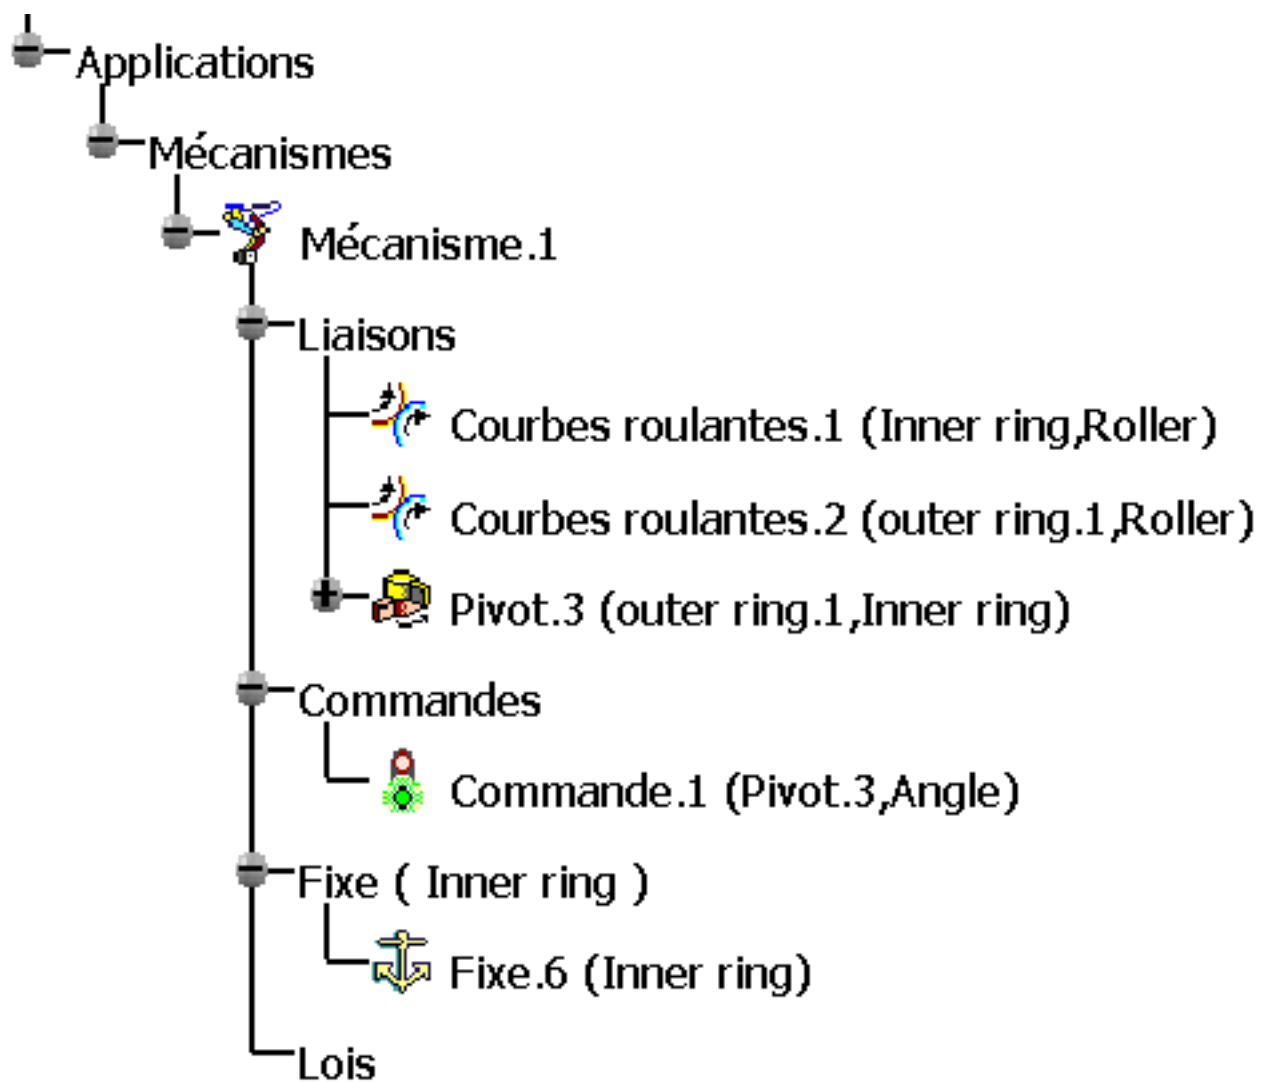 Applications
Mécanismes
Mécanisme.1
Liaisons
Courbes roulantes.1 (Inner ring,Roller)
Courbes roulantes.2 (outer ring.1,Roller)
Pivot.3 (outer ring.1,Inner ring)
Commandes
Commande.1 (Pivot.3,Angle)
Fixe ( Inner ring )
Fixe.6 (Inner ring)
Lois